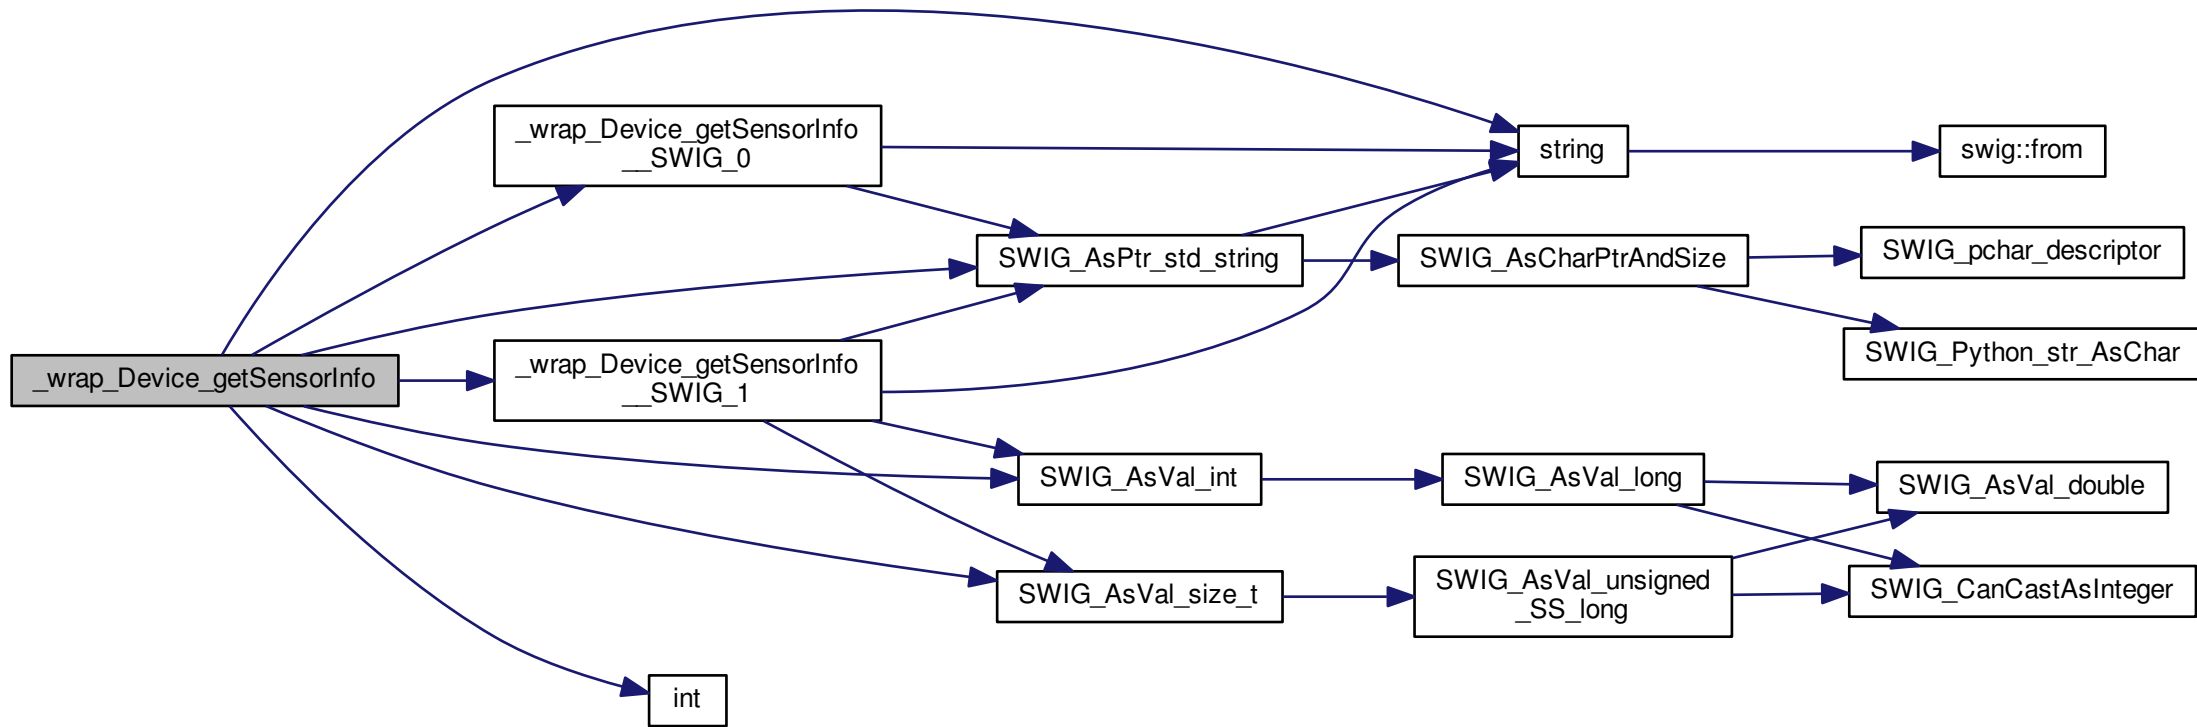 _wrap_Device_getSensorInfo
_wrap_Device_getSensorInfo
__SWIG_0
_wrap_Device_getSensorInfo
__SWIG_1
int
SWIG_AsPtr_std_string
SWIG_AsVal_int
SWIG_AsVal_size_t
string
SWIG_AsCharPtrAndSize
SWIG_AsVal_long
SWIG_AsVal_unsigned
_SS_long
swig::from
SWIG_pchar_descriptor
SWIG_Python_str_AsChar
SWIG_AsVal_double
SWIG_CanCastAsInteger